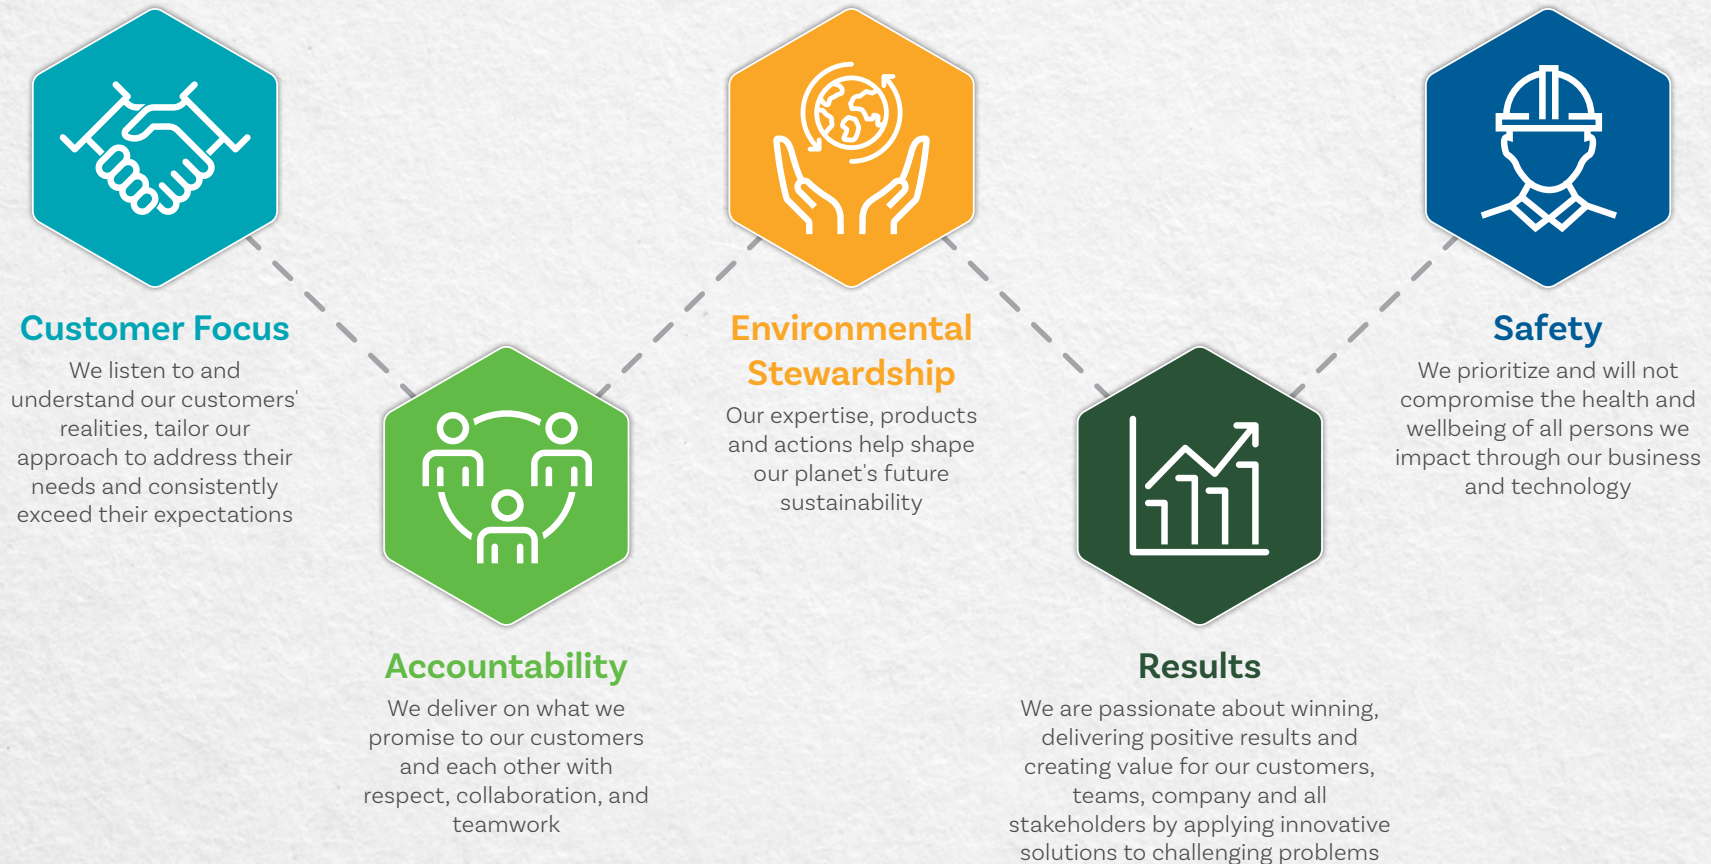 Customer Focus
We listen to and
understand our customers'
realities, tailor our
approach to address their
needs and consistently
exceed their expectations
Accountability
We deliver on what we
promise to our customers
and each other with
respect, collaboration, and
teamwork
Environmental
Stewardship
Our expertise, products
and actions help shape
our planet's future
sustainability
Results
We are passionate about winning,
delivering positive results and
creating value for our customers,
teams, company and all
stakeholders by applying innovative
solutions to challenging problems
Safety
We prioritize and will not
compromise the health and
wellbeing of all persons we
impact through our business
and technology